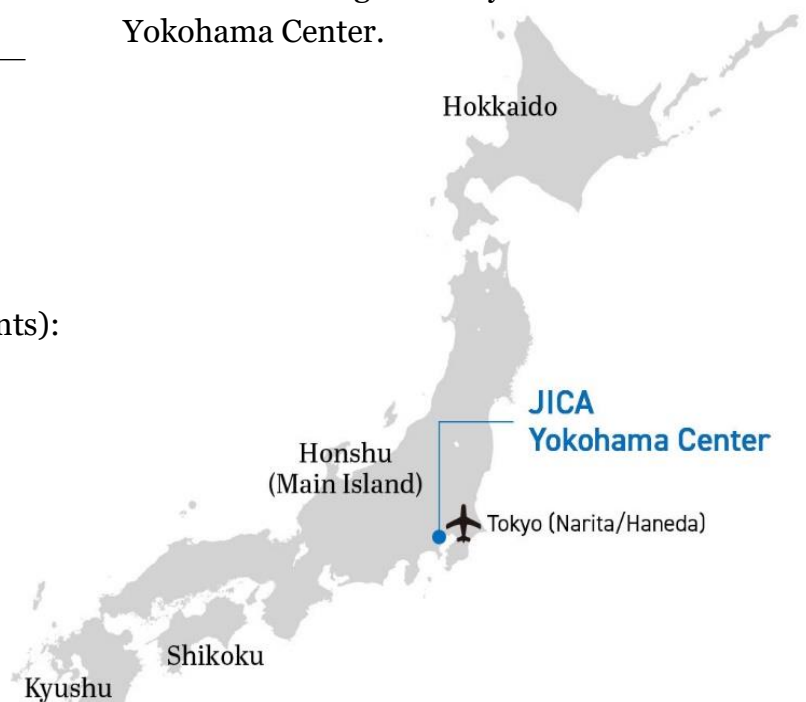 Yokohama Center.
Hokkaido
nts):
JICA
Yokohama Center
Honshu
(Main Island)
Tokyo (Narita/Haneda)
Shikoku
Kyushu